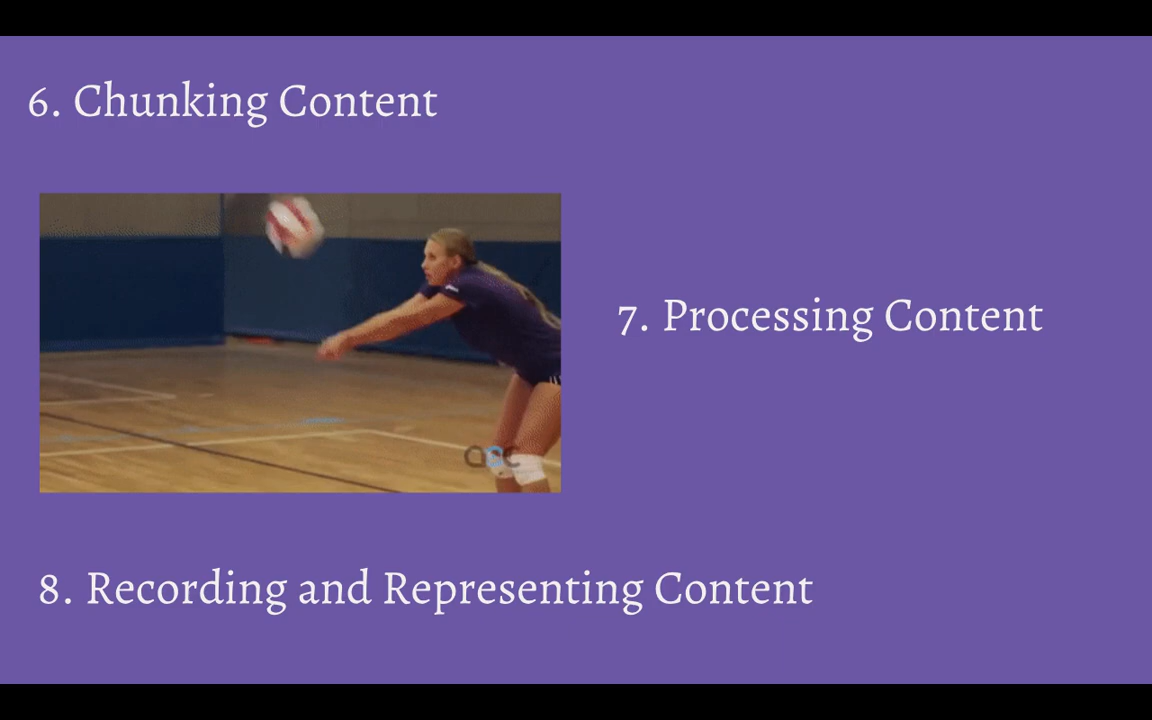 6. Chunking Content
7. Processing Content
8. Recording and Representing Content